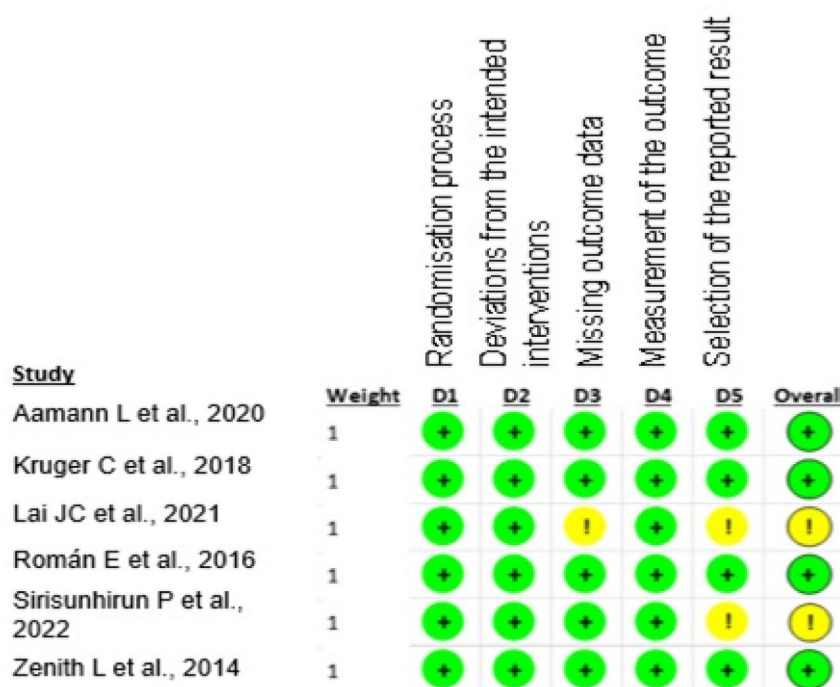 Randomisation process
Deviations from the intended
interventions
Missing outcome data
Measurement of the outcome
Selection of the reported result
Study
Weight D1 D2 D3 D4 D5 Overall
Aamann L et al., 2020
1 + + + + + +
Kruger C et al., 2018
1 + + + + + +
Lai JC et al., 2021
1 + + ! + ! !
Román E et al., 2016
1 + + + + + +
Sirisunhirun P et al.,
2022
1 + + + + ! !
Zenith L et al., 2014
1 + + + + + +